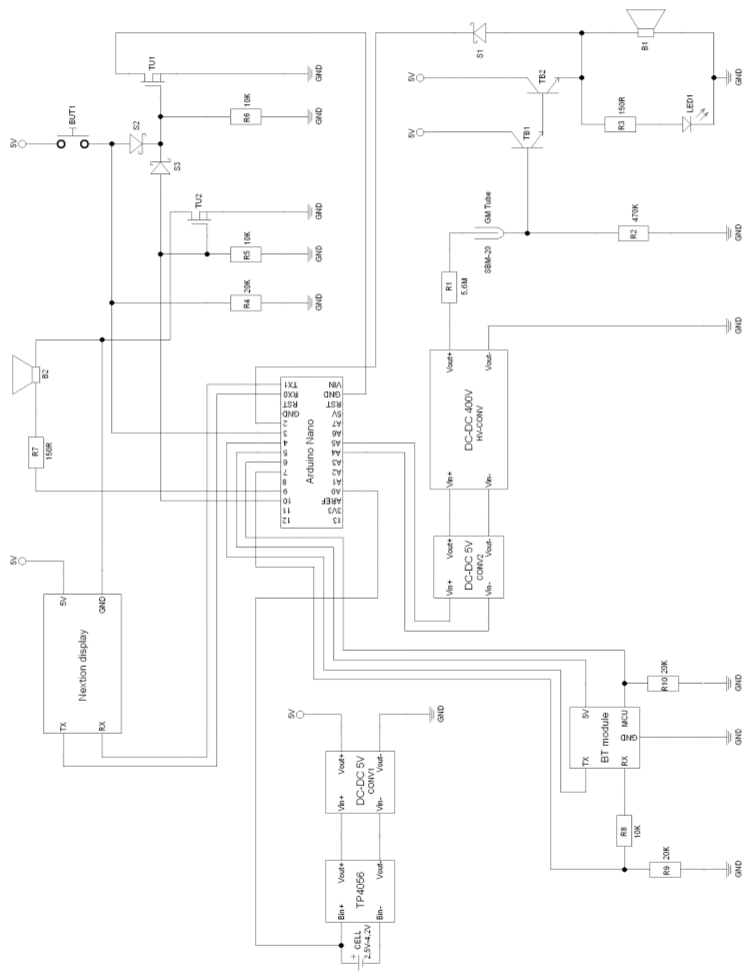 5V
BUT1
S2
S3
TU1
R6
10K
GND
GND
TU2
R5
10K
R4
20K
GND
GND
GND
B2
R7
150R
5V
Nextion display
5V
GND
TX
RX
Arduino Nano
TX1
RX0
RST
GND
2
3
4
5
6
7
8
9
10
11
12
VIN
GND
RST
5V
A7
A6
A5
A4
A3
A2
A1
A0
AREF
3V3
13
S1
B1
GND
R3
150R
LED1
TB2
5V
TB1
5V
GM Tube
SBM-20
R2
470K
GND
R1
5,6M
GND
DC-DC 400V
HV-CONV
Vout+
Vout-
Vin+
Vin-
DC-DC 5V
CONV2
Vout+
Vout-
Vin+
Vin-
5V
GND
DC-DC 5V
CONV1
Vout+
Vout-
Vin+
Vin-
TP4056
Vout+
Vout-
Bin+
Bin-
+ CELL
2.5V-4.2V
BT module
5V
MCU
GND
TX
RX
R10
20K
GND
GND
R8
10K
R9
20K
GND